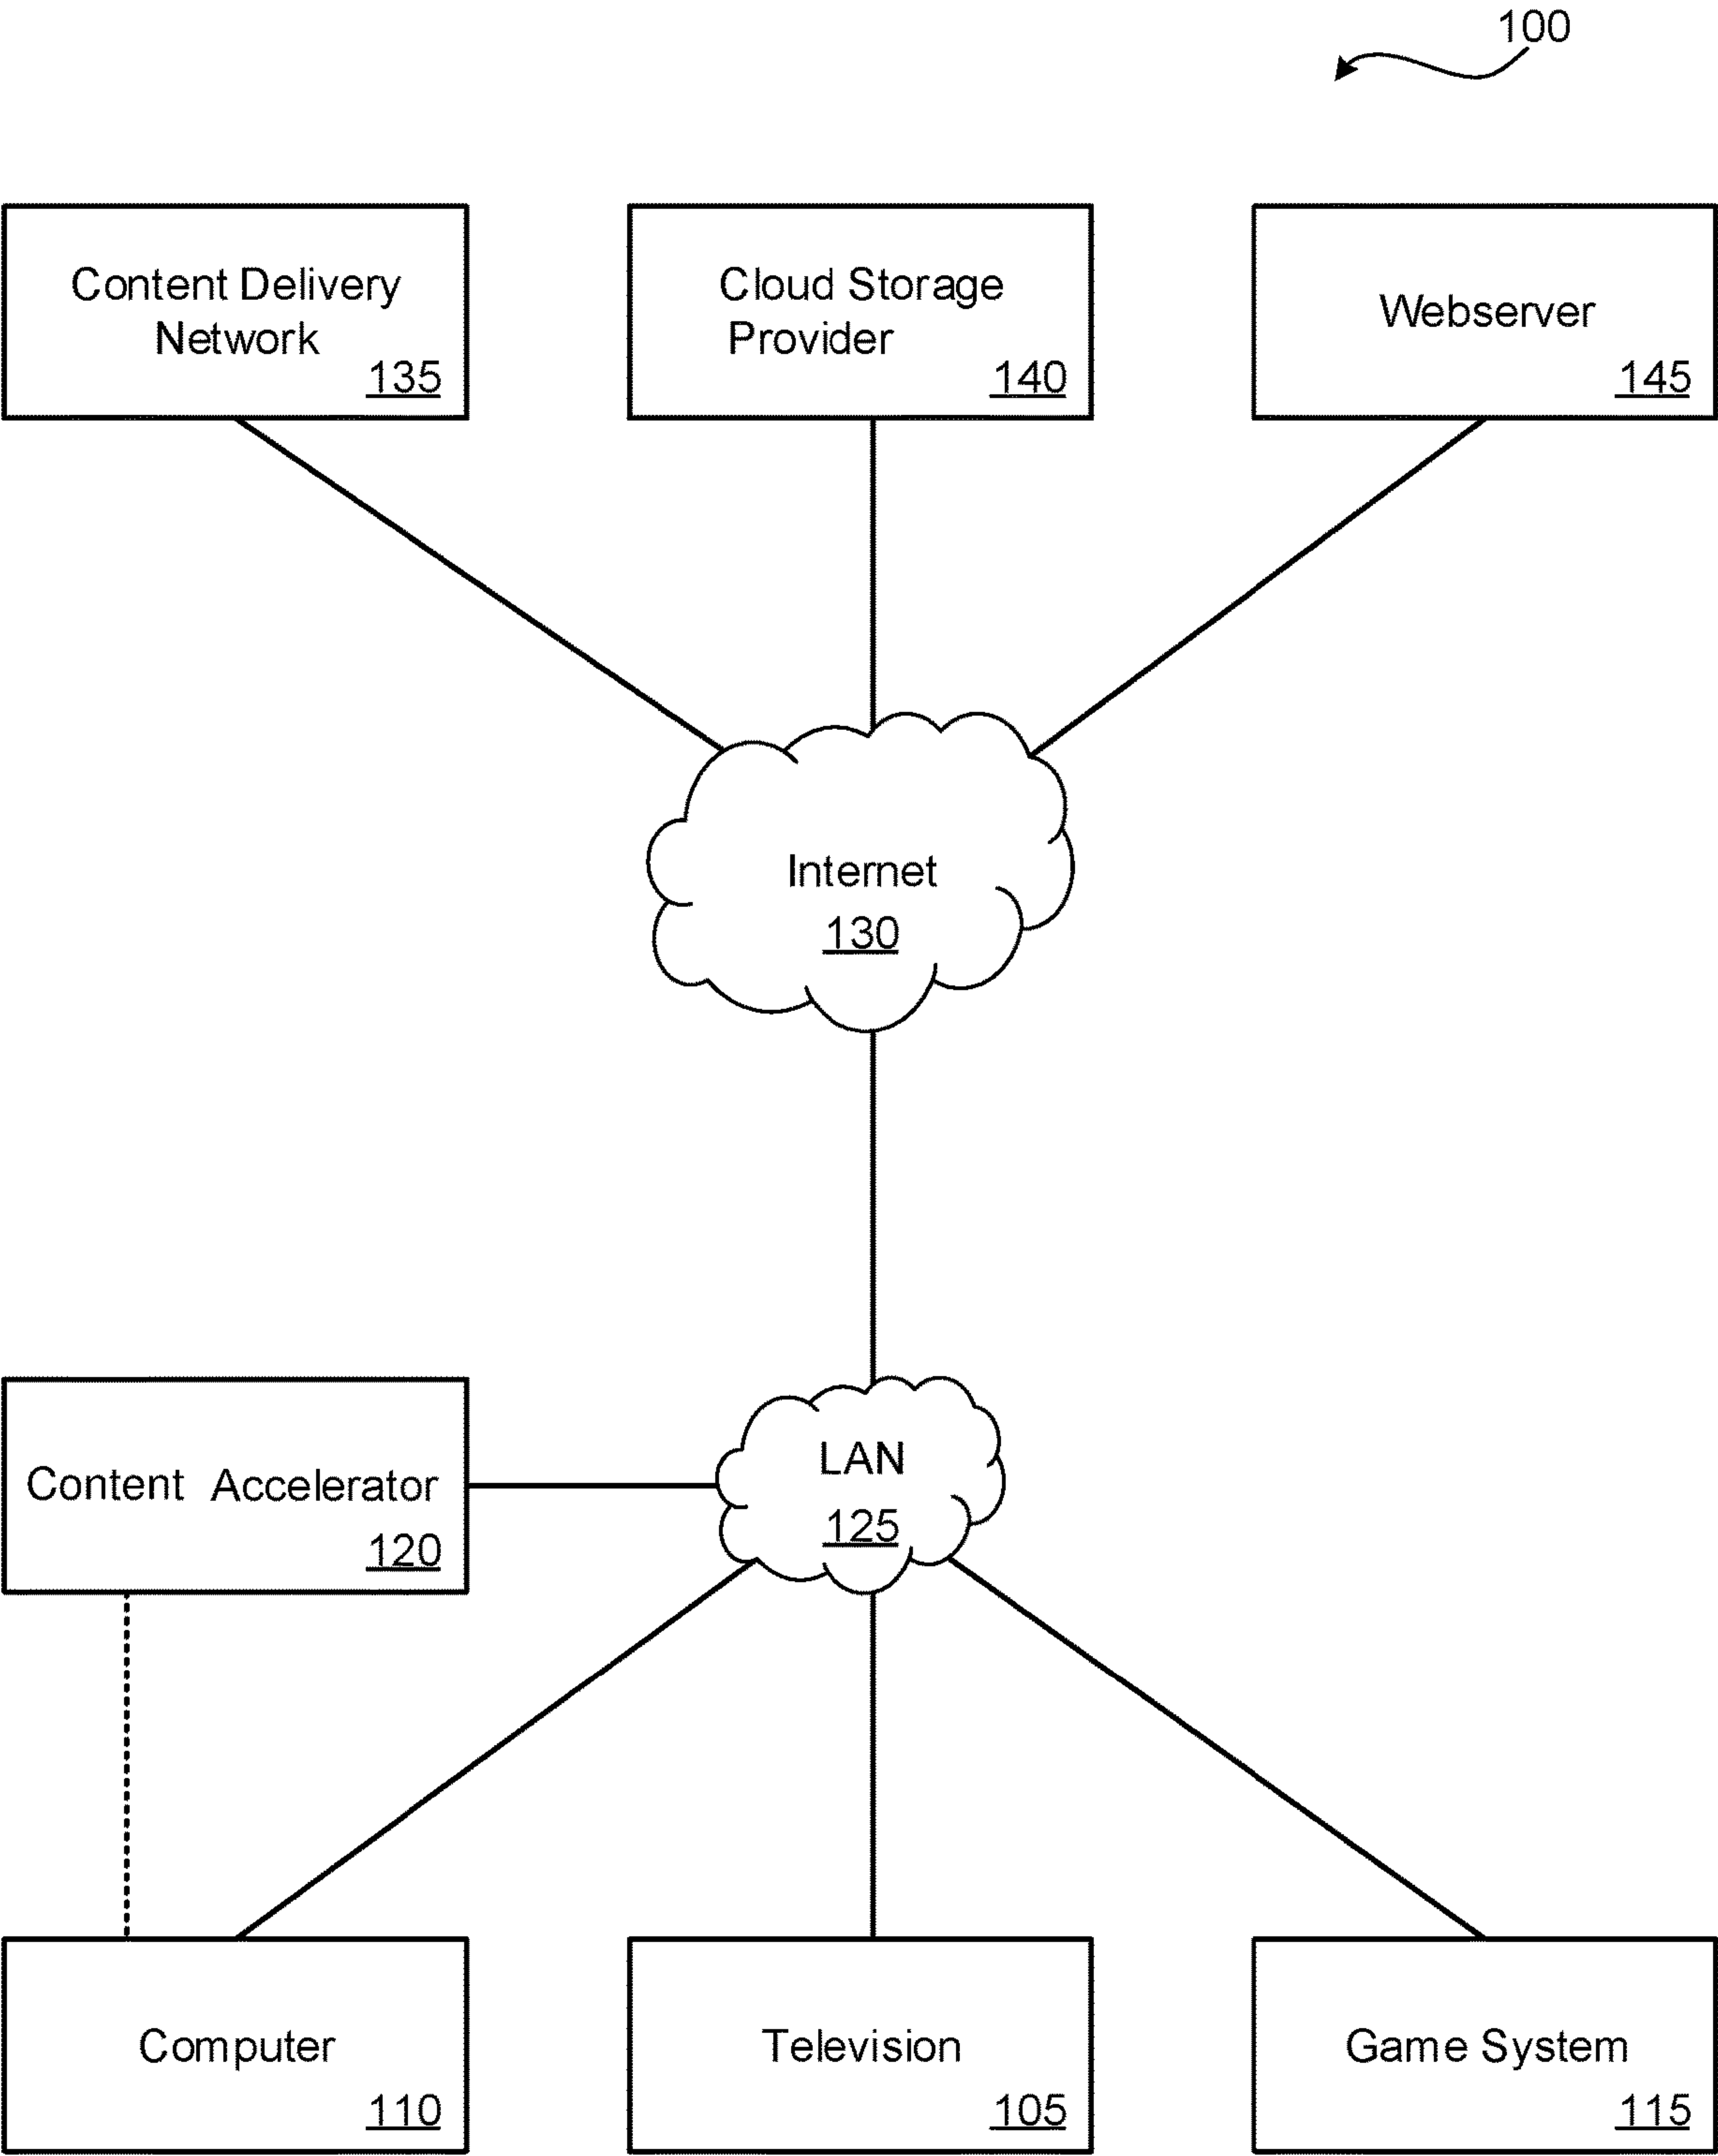 100
Content Delivery
Network
135
Cloud Storage
Provider
140
Webserver
145
Internet
130
Content Accelerator
120
LAN
125
Computer
110
Television
105
Game System
115